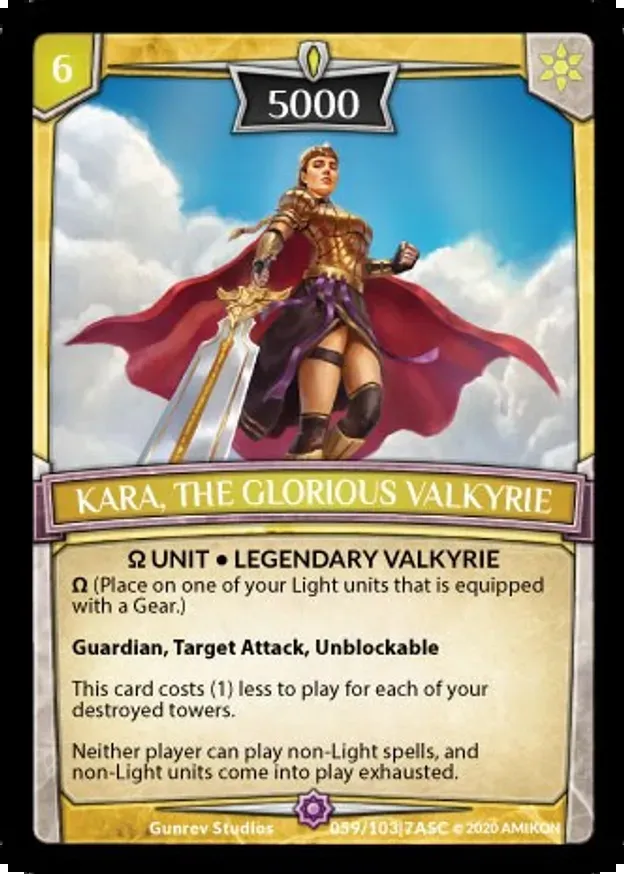 6
5000
KARA, THE GLORIOUS VALKYRIE
Ω UNIT • LEGENDARY VALKYRIE
Ω (Place on one of your Light units that is equipped
with a Gear.)
Guardian, Target Attack, Unblockable
This card costs (1) less to play for each of your
destroyed towers.
Neither player can play non-Light spells, and
non-Light units come into play exhausted.
Gunrev Studios 059/103|7ASC © 2020 AMIKON